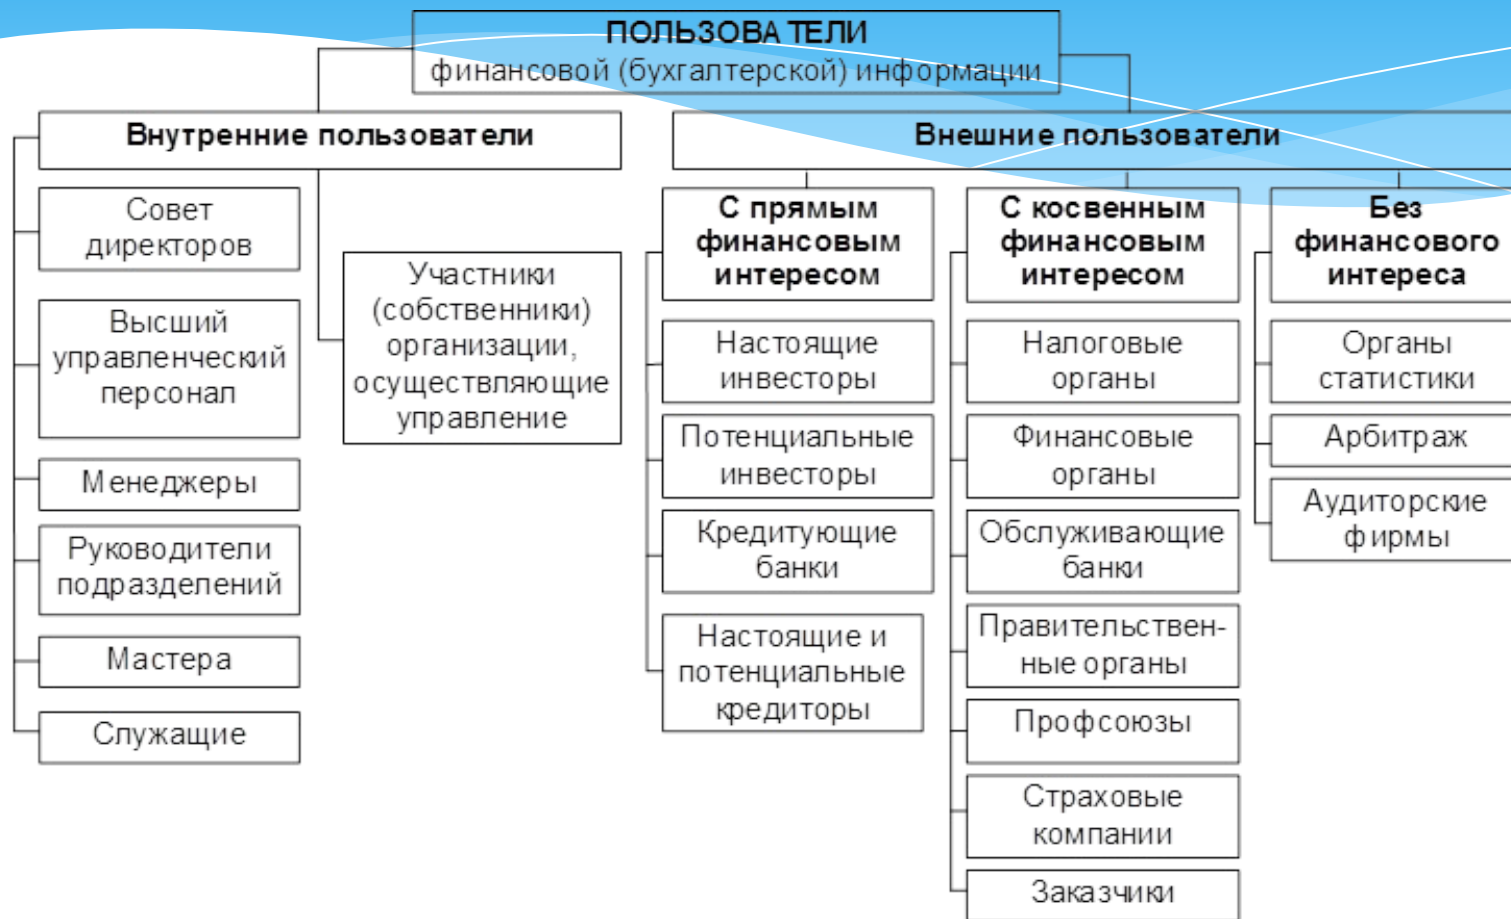 ПОЛЬЗОВАТЕЛИ
финансовой (бухгалтерской) информации
Внутренние пользователи
Совет
директоров
Высший
управленческий
персонал
Менеджеры
Руководители
подразделений
Мастера
Служащие
Участники
(собственники)
организации,
осуществляющие
управление
Внешние пользователи
С прямым
финансовым
интересом
Настоящие
инвесторы
Потенциальные
инвесторы
Кредитующие
банки
Настоящие и
потенциальные
кредиторы
С косвенным
финансовым
интересом
Налоговые
органы
Финансовые
органы
Обслуживающие
банки
Правительствен-
ные органы
Профсоюзы
Страховые
компании
Заказчики
Без
финансового
интереса
Органы
статистики
Арбитраж
Аудиторские
фирмы